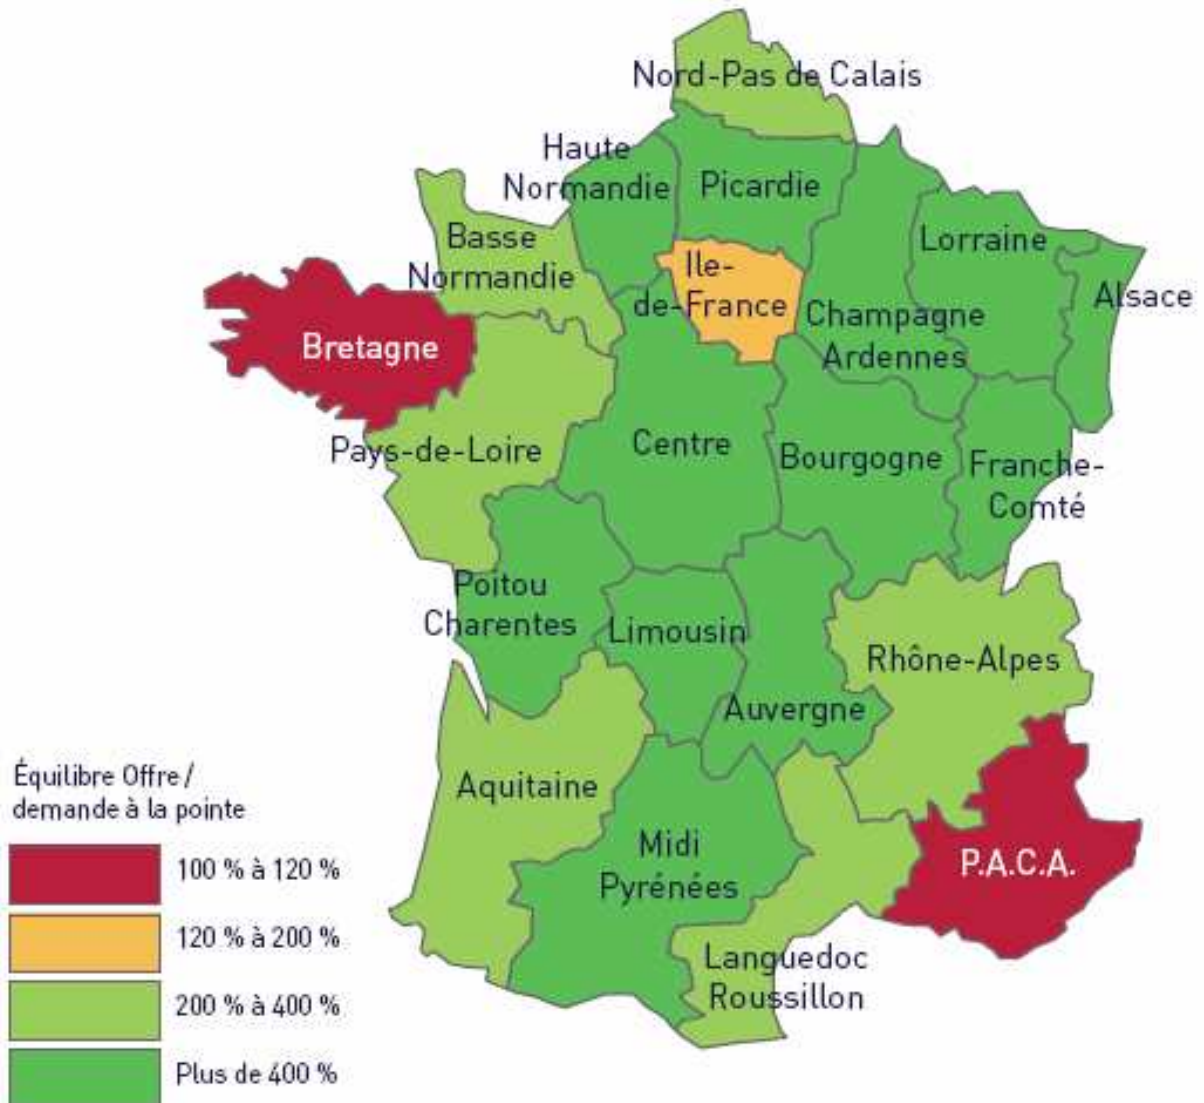 Nord-Pas de Calais
Haute
Normandie
Picardie
Basse
Normandie
Ile-
de-France
Lorraine
Alsace
Champagne
Ardennes
Bretagne
Pays-de-Loire
Centre
Bourgogne
Franche-
Comté
Poitou
Charentes
Limousin
Auvergne
Rhône-Alpes
Aquitaine
Midi
Pyrénées
P.A.C.A.
Languedoc
Roussillon
Équilibre Offre/
demande à la pointe
100 % à 120 %
120 % à 200 %
200 % à 400 %
Plus de 400 %